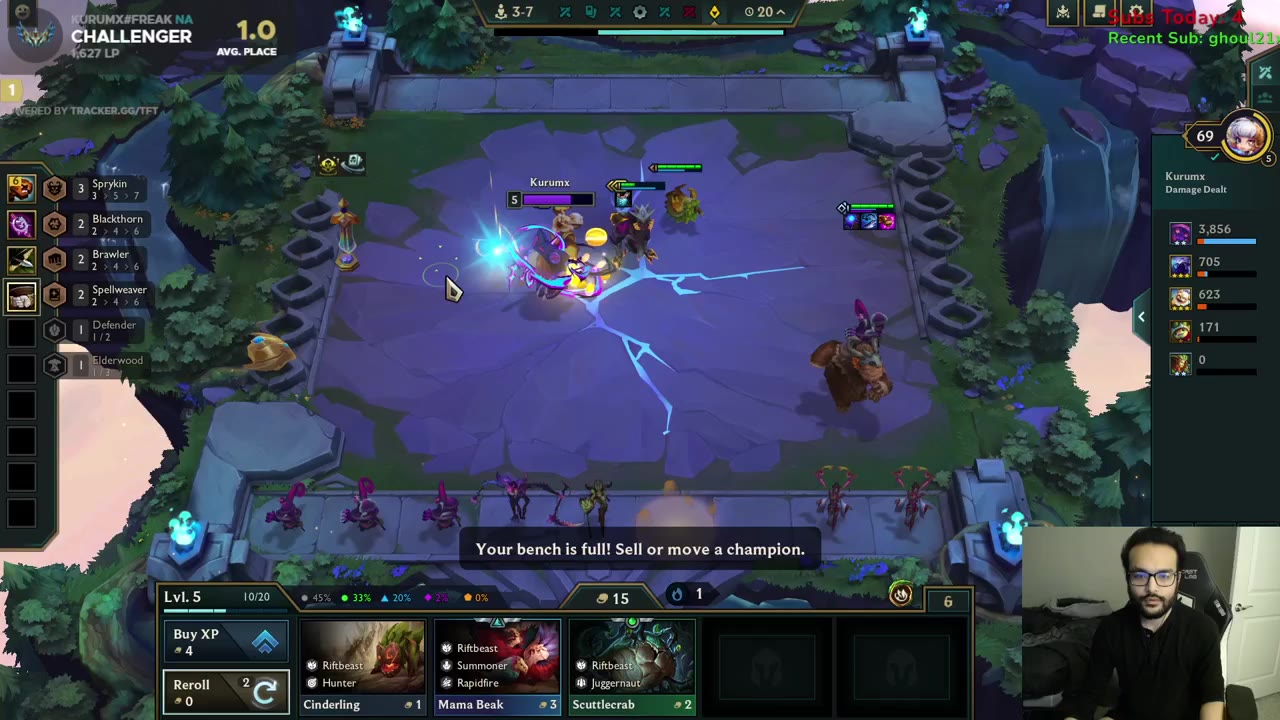 KURUMX#FREAK NA
CHALLENGER
1,627 LP
1.0
AVG. PLACE
1
POWERED BY TRACKER.GG/TFT
3-7
20
Subs Today: 4
Recent Sub: ghoul21
69
5
Kurumx
Damage Dealt
3,856
705
623
171
0
3
Sprykin
3 > 5 > 7
2
Blackthorn
2 > 4 > 6
2
Brawler
2 > 4 > 6
2
Spellweaver
2 > 4 > 6
1
Defender
1 / 2
1
Elderwood
1 / 3
Kurumx
5
Your bench is full! Sell or move a champion.
Lvl. 5
10/20
45%
33%
20%
2%
0%
15
1
6
Buy XP
4
Reroll
2
0
Riftbeast
Hunter
Cinderling
1
Riftbeast
Summoner
Rapidfire
Mama Beak
3
Riftbeast
Juggernaut
Scuttlecrab
2